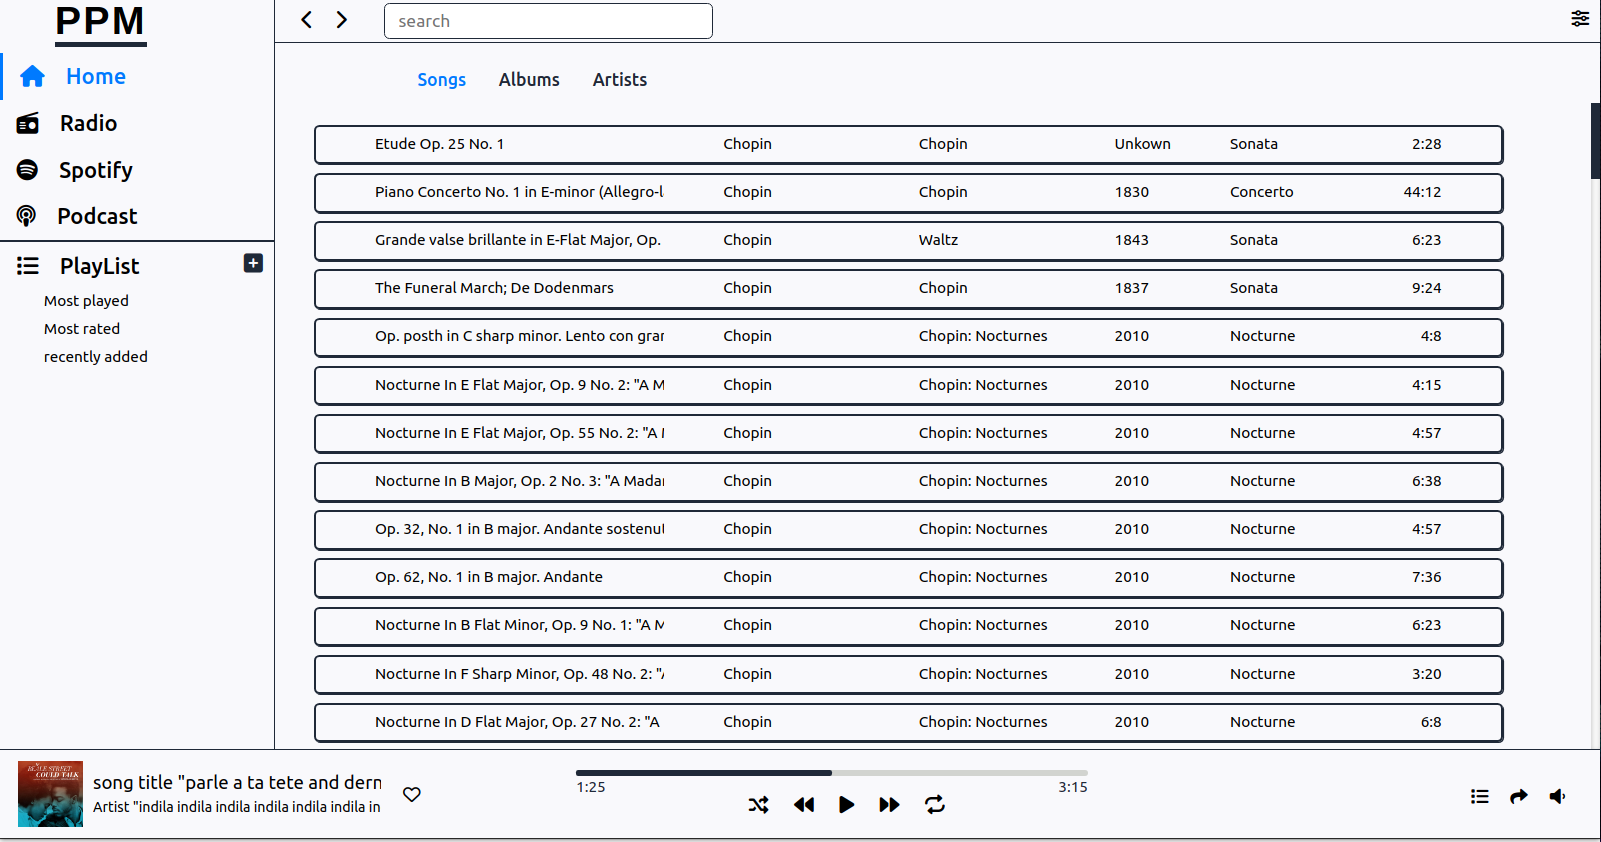 PPM
search
Home
Radio
Spotify
Podcast
PlayList
Most played
Most rated
recently added
Songs Albums Artists
Etude Op. 25 No. 1 Chopin Chopin Unkown Sonata 2:28
Piano Concerto No. 1 in E-minor (Allegro-l Chopin Chopin 1830 Concerto 44:12
Grande valse brillante in E-Flat Major, Op. Chopin Waltz 1843 Sonata 6:23
The Funeral March; De Dodenmars Chopin Chopin 1837 Sonata 9:24
Op. posth in C sharp minor. Lento con gran Chopin Chopin: Nocturnes 2010 Nocturne 4:8
Nocturne In E Flat Major, Op. 9 No. 2: "A M Chopin Chopin: Nocturnes 2010 Nocturne 4:15
Nocturne In E Flat Major, Op. 55 No. 2: "A M Chopin Chopin: Nocturnes 2010 Nocturne 4:57
Nocturne In B Major, Op. 2 No. 3: "A Madam Chopin Chopin: Nocturnes 2010 Nocturne 6:38
Op. 32, No. 1 in B major. Andante sostenut Chopin Chopin: Nocturnes 2010 Nocturne 4:57
Op. 62, No. 1 in B major. Andante Chopin Chopin: Nocturnes 2010 Nocturne 7:36
Nocturne In B Flat Minor, Op. 9 No. 1: "A M Chopin Chopin: Nocturnes 2010 Nocturne 6:23
Nocturne In F Sharp Minor, Op. 48 No. 2: "A Chopin Chopin: Nocturnes 2010 Nocturne 3:20
Nocturne In D Flat Major, Op. 27 No. 2: "A Chopin Chopin: Nocturnes 2010 Nocturne 6:8
BEALE STREET
COULD TALK
song title "parle a ta tete and dern
Artist "indila indila indila indila indila indila in
1:25 3:15